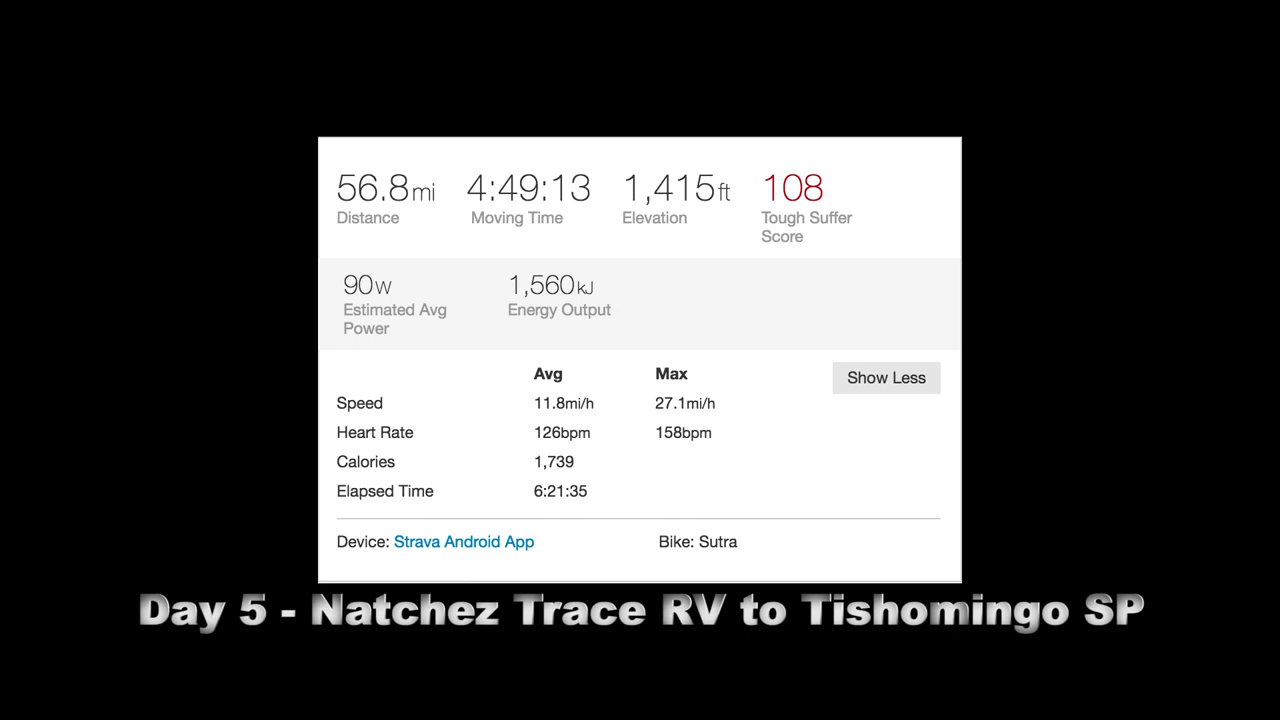 56.8mi 4:49:13 1,415ft 108
Distance Moving Time Elevation Tough Suffer
Score
90W 1,560kJ
Estimated Avg Energy Output
Power
Avg Max Show Less
Speed 11.8mi/h 27.1mi/h
Heart Rate 126bpm 158bpm
Calories 1,739
Elapsed Time 6:21:35
Device: Strava Android App Bike: Sutra
Day 5 - Natchez Trace RV to Tishomingo SP